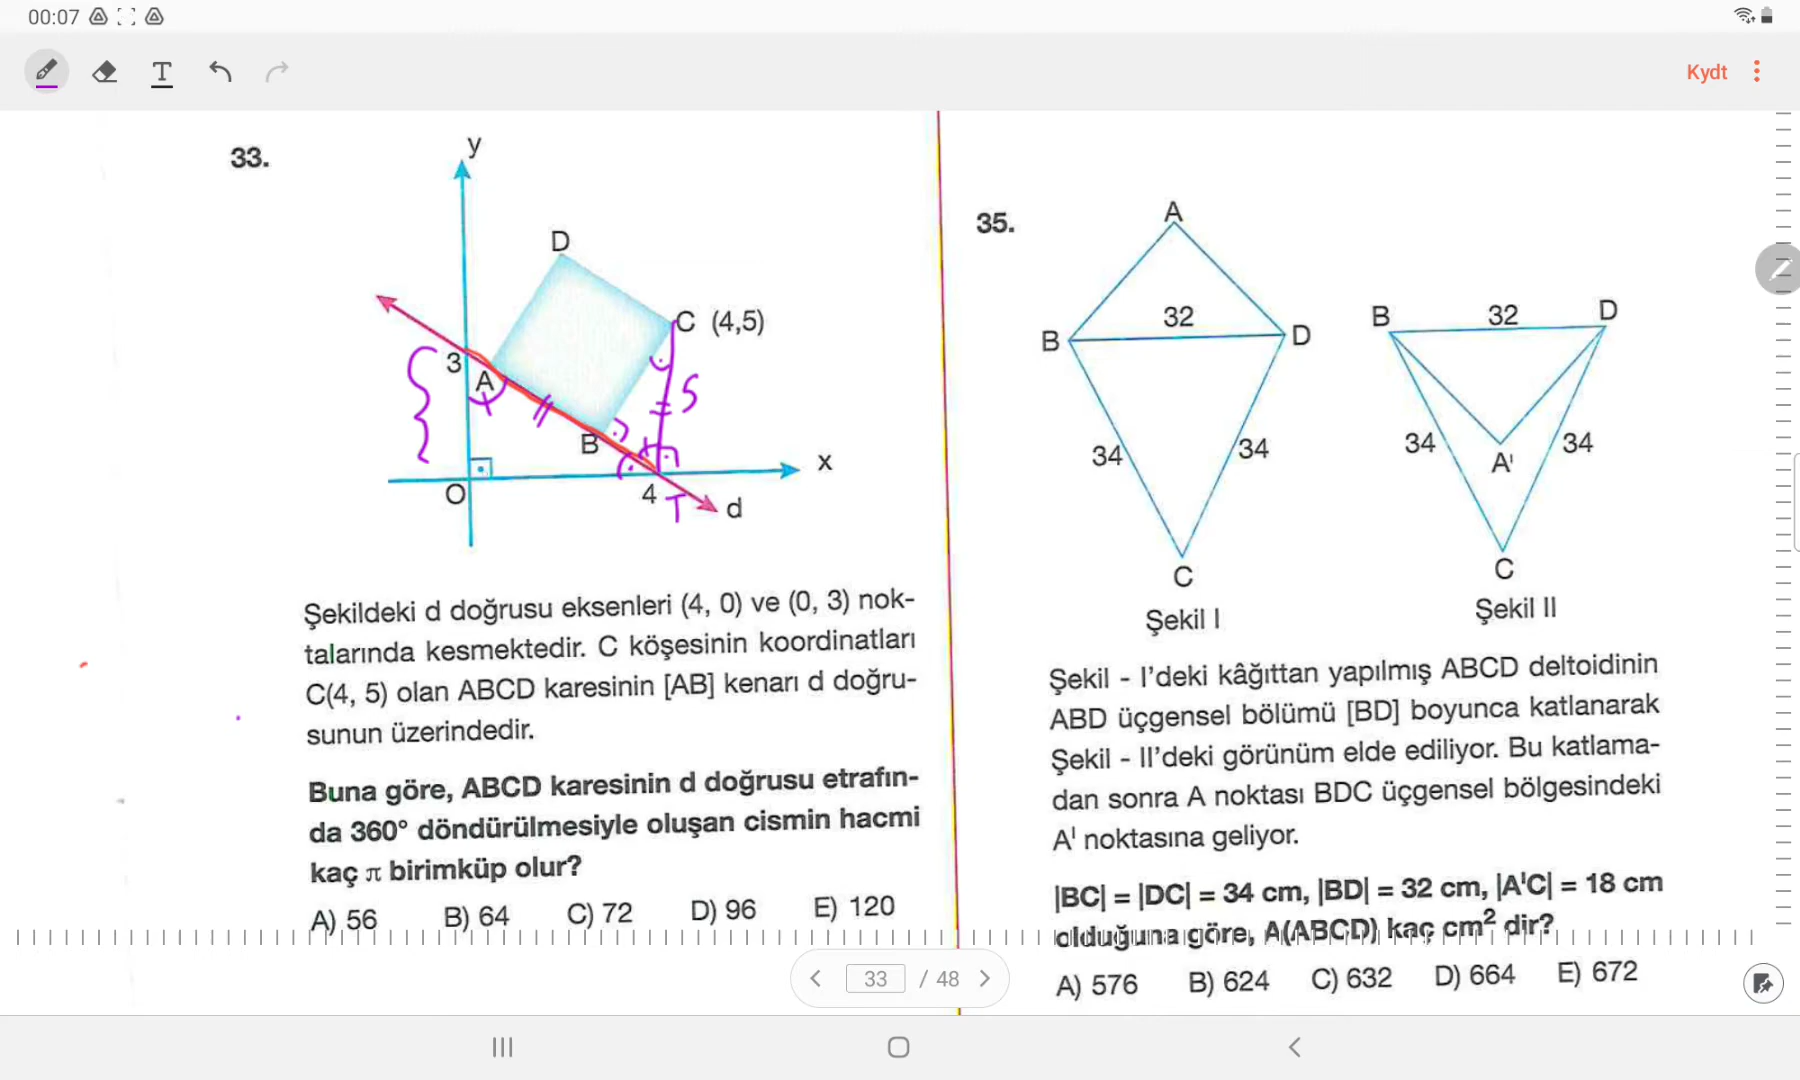 00:07
T
Kydt
33.
y
D
C (4,5)
3
A
5
B
x
O
4
T
d
Şekildeki d doğrusu eksenleri (4, 0) ve (0, 3) nok-
talarında kesmektedir. C köşesinin koordinatları
C(4, 5) olan ABCD karesinin [AB] kenarı d doğru-
sunun üzerindedir.
Buna göre, ABCD karesinin d doğrusu etrafın-
da 360° döndürülmesiyle oluşan cismin hacmi
kaç π birimküp olur?
A) 56 B) 64 C) 72 D) 96 E) 120
35.
A
32
B
D
34
34
C
Şekil I
B
32
D
34
34
A'
C
Şekil II
Şekil - I'deki kâğıttan yapılmış ABCD deltoidinin
ABD üçgensel bölümü [BD] boyunca katlanarak
Şekil - II'deki görünüm elde ediliyor. Bu katlama-
dan sonra A noktası BDC üçgensel bölgesindeki
A' noktasına geliyor.
|BC| = |DC| = 34 cm, |BD| = 32 cm, |A'C| = 18 cm
olduğuna göre, A(ABCD) kaç cm² dir?
A) 576 B) 624 C) 632 D) 664 E) 672
33 / 48